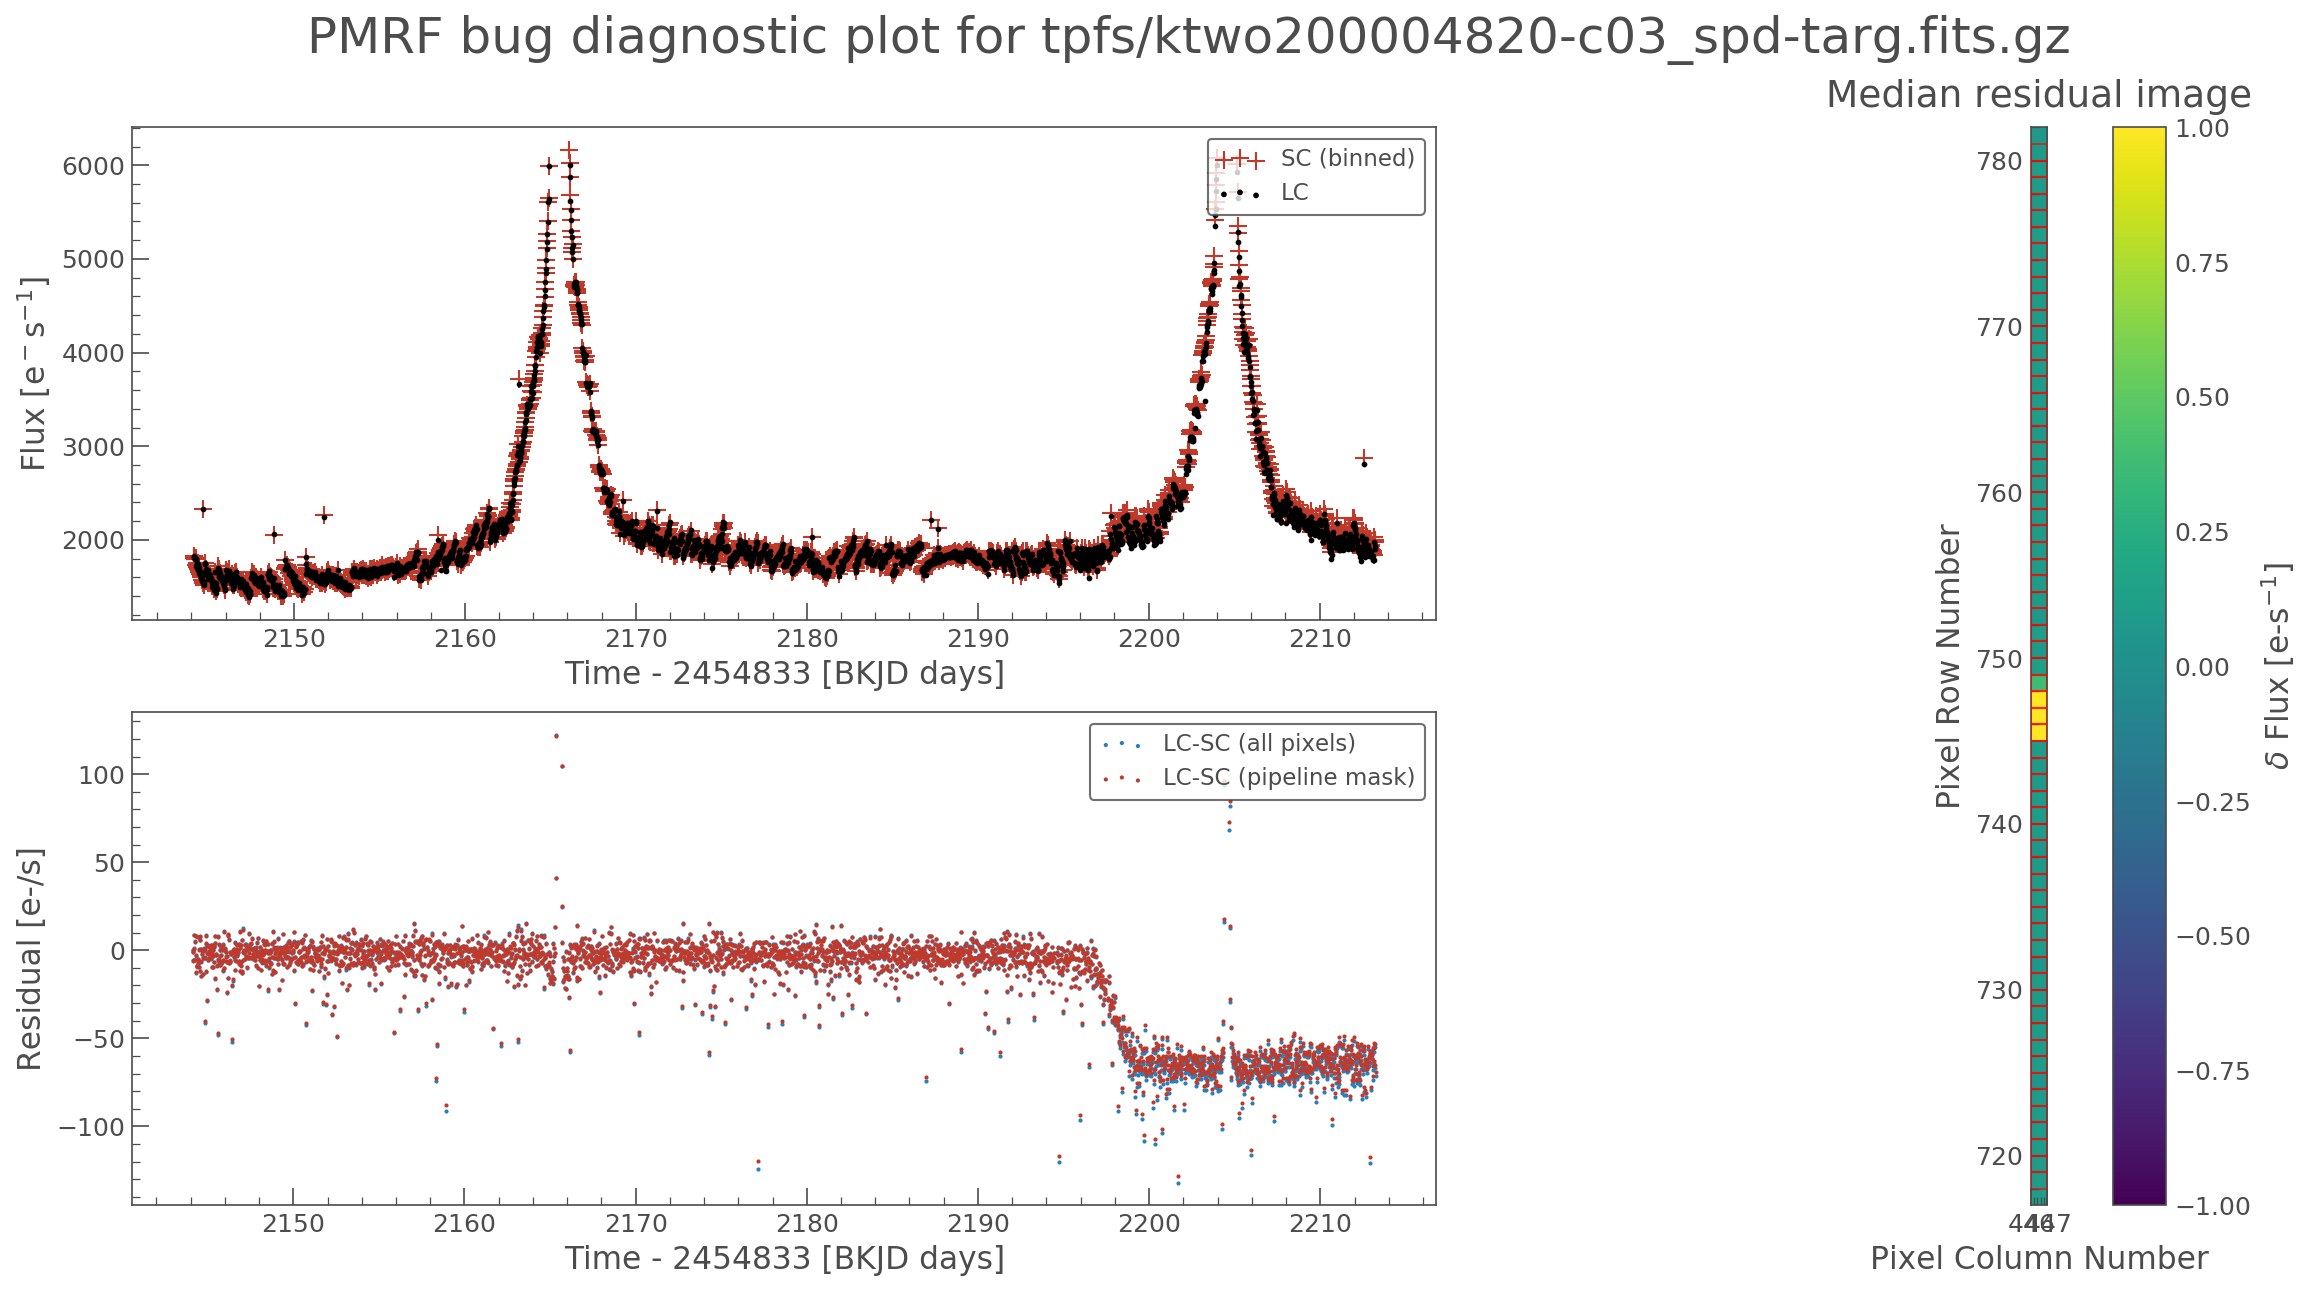 PMRF bug diagnostic plot for tpfs/ktwo200004820-c03_spd-targ.fits.gz
Flux [e⁻ s⁻¹]
6000
5000
4000
3000
2000
SC (binned)
LC
2150 2160 2170 2180 2190 2200 2210
Time - 2454833 [BKJD days]
Residual [e-/s]
100
50
0
−50
−100
LC-SC (all pixels)
LC-SC (pipeline mask)
2150 2160 2170 2180 2190 2200 2210
Time - 2454833 [BKJD days]
Median residual image
Pixel Row Number
780
770
760
750
740
730
720
446 447
Pixel Column Number
1.00
0.75
0.50
0.25
0.00
−0.25
−0.50
−0.75
−1.00
δ Flux [e-s⁻¹]